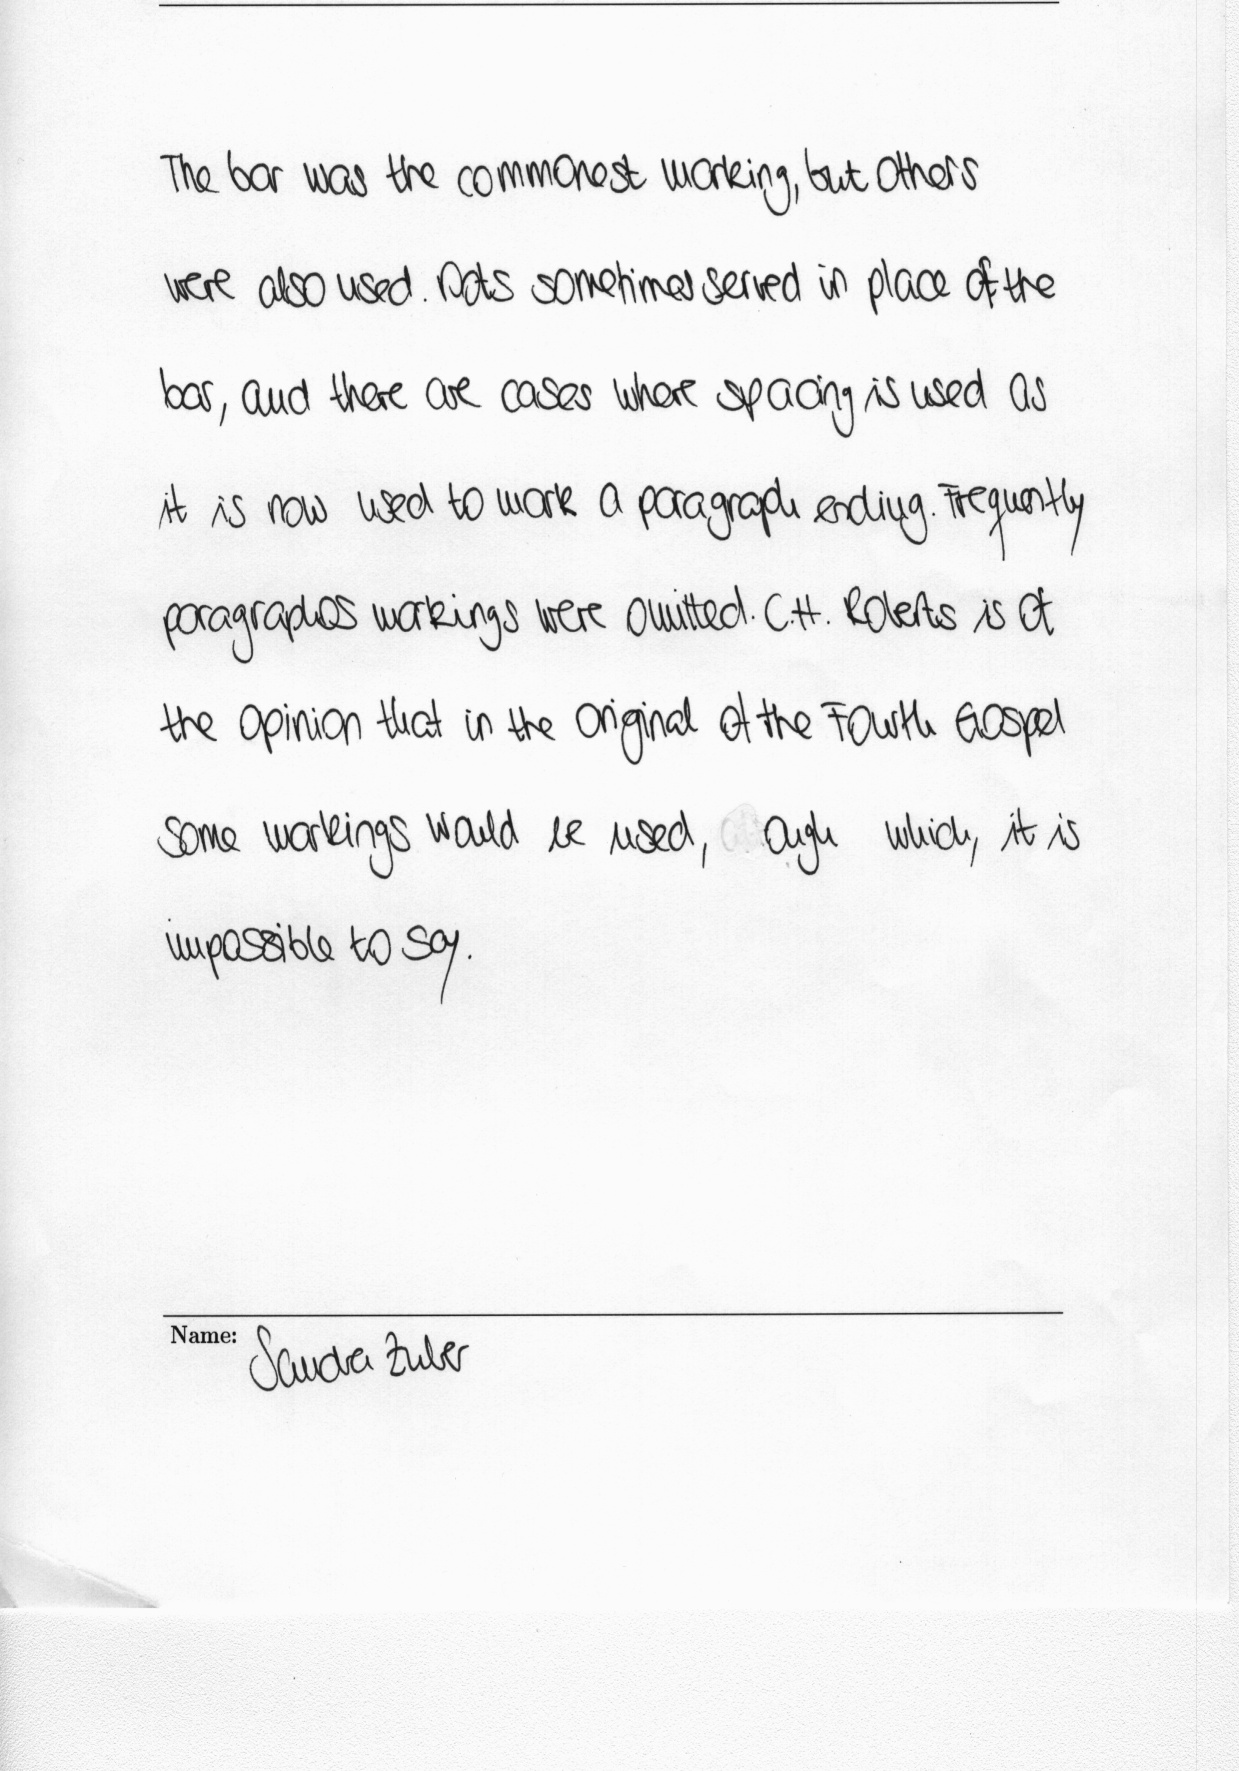 The bar was the commonest marking, but others
were also used. Dots sometimes served in place of the
bar, and there are cases where spacing is used as
it is now used to mark a paragraph ending. Frequently
paragraphos markings were omitted. C.H. Roberts is of
the opinion that in the original of the Fourth Gospel
some markings would be used, ough which, it is
impossible to say.
Name: Sandra Zuber